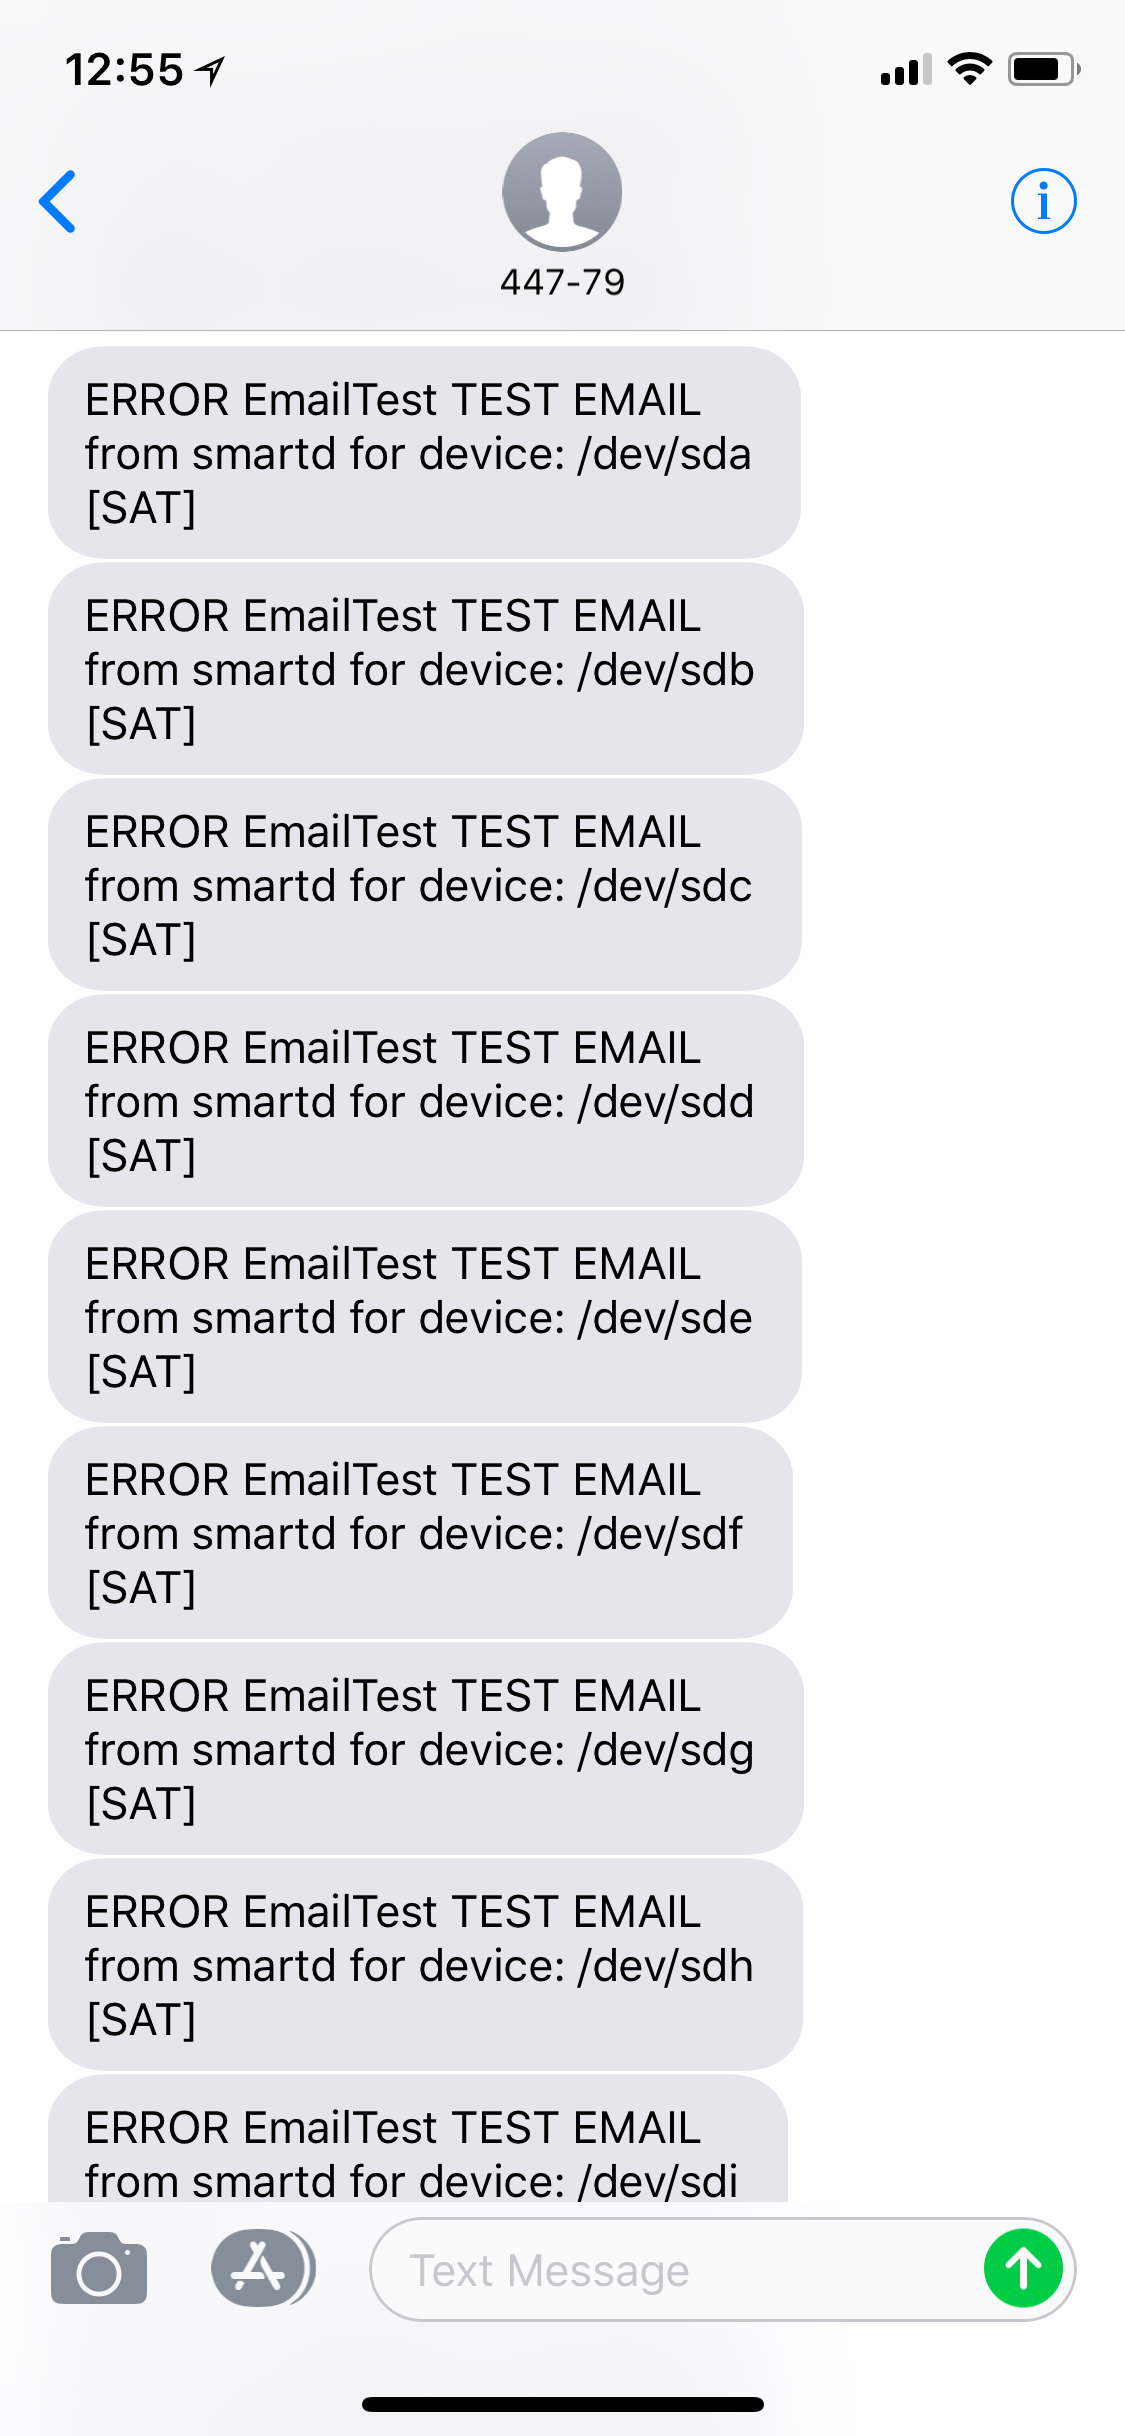 12:55
447-79
ERROR EmailTest TEST EMAIL
from smartd for device: /dev/sda
[SAT]
ERROR EmailTest TEST EMAIL
from smartd for device: /dev/sdb
[SAT]
ERROR EmailTest TEST EMAIL
from smartd for device: /dev/sdc
[SAT]
ERROR EmailTest TEST EMAIL
from smartd for device: /dev/sdd
[SAT]
ERROR EmailTest TEST EMAIL
from smartd for device: /dev/sde
[SAT]
ERROR EmailTest TEST EMAIL
from smartd for device: /dev/sdf
[SAT]
ERROR EmailTest TEST EMAIL
from smartd for device: /dev/sdg
[SAT]
ERROR EmailTest TEST EMAIL
from smartd for device: /dev/sdh
[SAT]
ERROR EmailTest TEST EMAIL
from smartd for device: /dev/sdi
Text Message